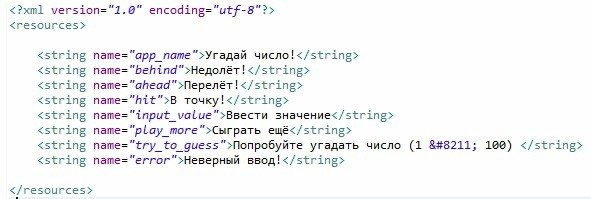 <?xml version="1.0" encoding="utf-8"?>
<resources>
<string name="app_name">Угадай число!</string>
<string name="behind">Недолёт!</string>
<string name="ahead">Перелёт!</string>
<string name="hit">В точку!</string>
<string name="input_value">Ввести значение</string>
<string name="play_more">Сыграть ещё</string>
<string name="try_to_guess">Попробуйте угадать число (1 &#8211; 100) </string>
<string name="error">Неверный ввод!</string>
</resources>